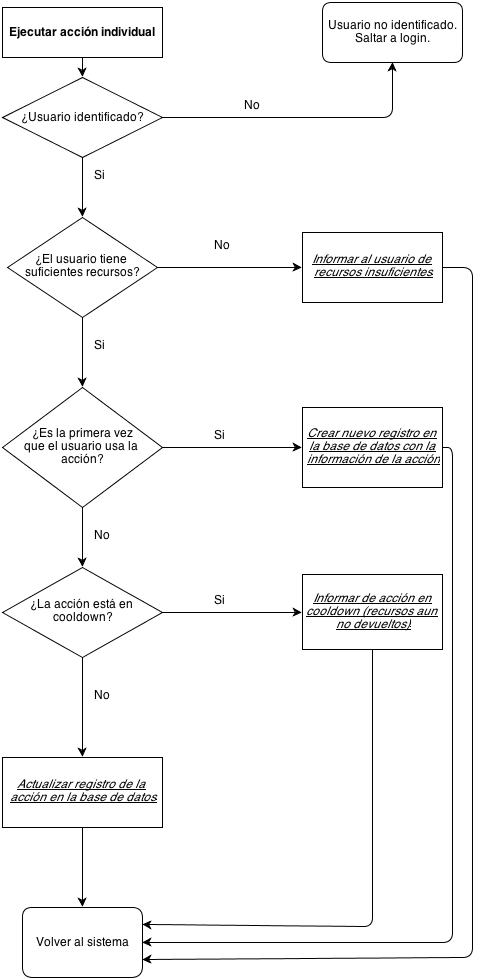 Ejecutar acción individual
Usuario no identificado.
Saltar a login.
¿Usuario identificado?
No
Si
¿El usuario tiene
suficientes recursos?
No
Informar al usuario de
recursos insuficientes
Si
¿Es la primera vez
que el usuario usa la
acción?
Si
Crear nuevo registro en
la base de datos con la
información de la acción
No
¿La acción está en
cooldown?
Si
Informar de acción en
cooldown (recursos aun
no devueltos)
No
Actualizar registro de la
acción en la base de datos
Volver al sistema